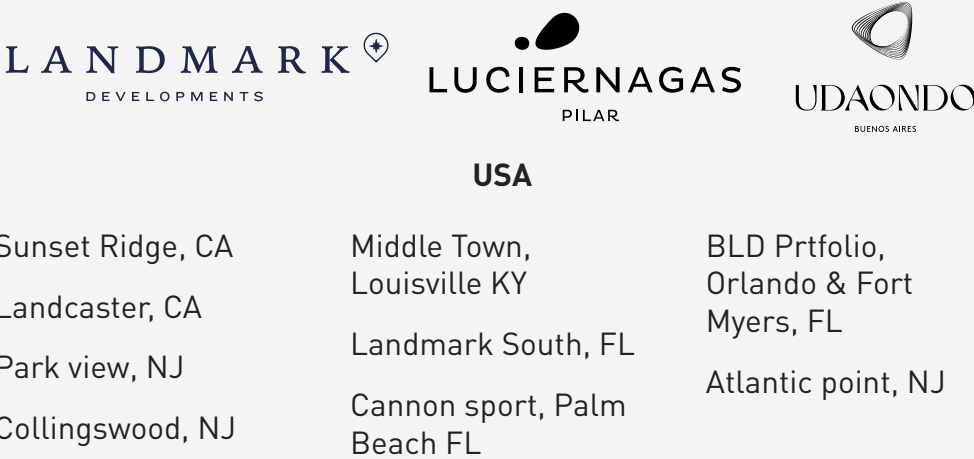 LANDMARK
DEVELOPMENTS
LUCIERNAGAS
PILAR
UDAONDO
BUENOS AIRES
USA
Sunset Ridge, CA
Landcaster, CA
Park view, NJ
Collingswood, NJ
Middle Town,
Louisville KY
Landmark South, FL
Cannon sport, Palm
Beach FL
BLD Prtfolio,
Orlando & Fort
Myers, FL
Atlantic point, NJ